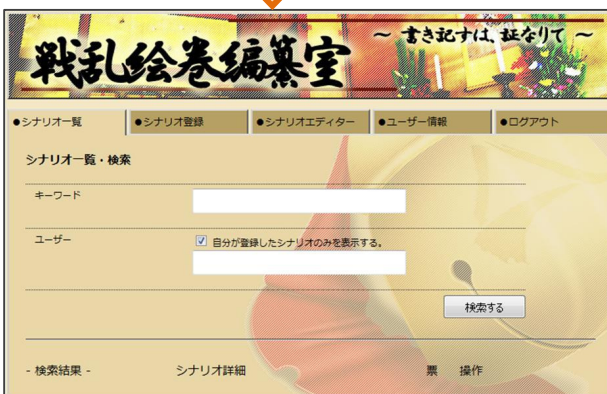 戦乱絵巻編纂室
～ 書き記すは、証なりて ～
●シナリオ一覧
●シナリオ登録
●シナリオエディター
●ユーザー情報
●ログアウト
シナリオ一覧・検索
キーワード
ユーザー
自分が登録したシナリオのみを表示する。
検索する
- 検索結果 - シナリオ詳細 票 操作